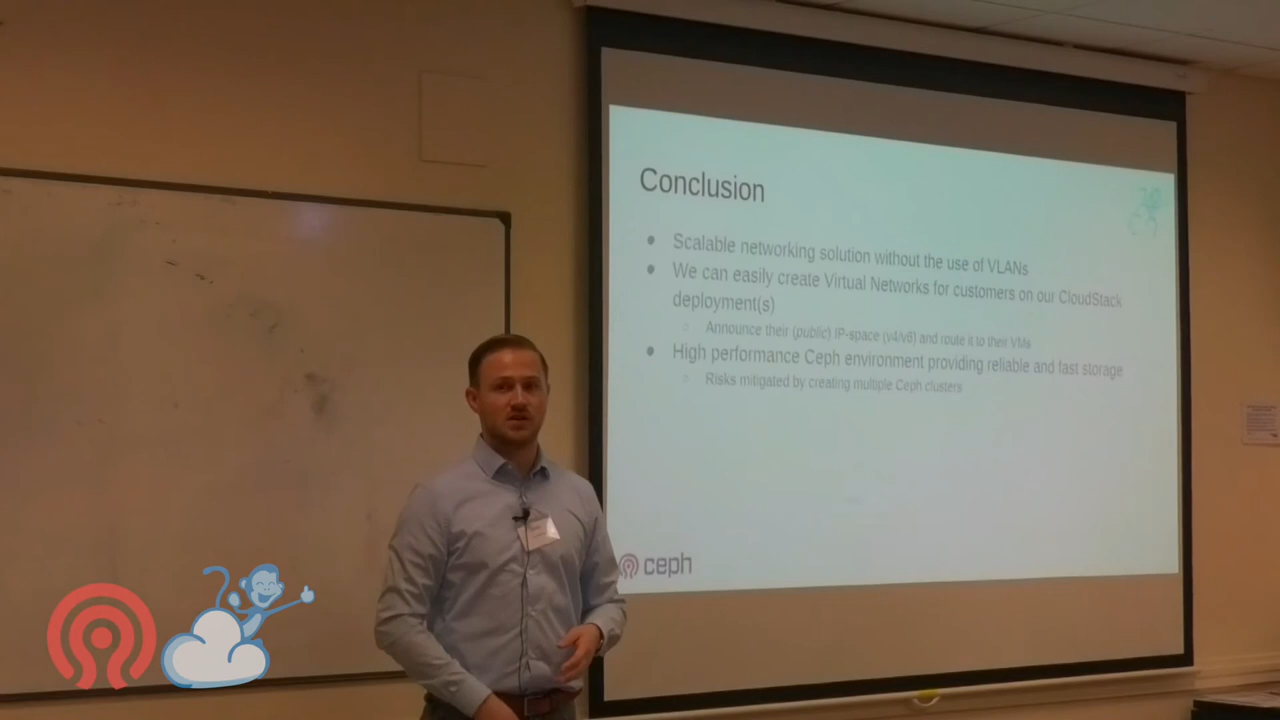 Conclusion
● Scalable networking solution without the use of VLANs
● We can easily create Virtual Networks for customers on our CloudStack
deployment(s)
○ Announce their (public) IP-space (v4/v6) and route it to their VMs
● High performance Ceph environment providing reliable and fast storage
○ Risks mitigated by creating multiple Ceph clusters
ceph